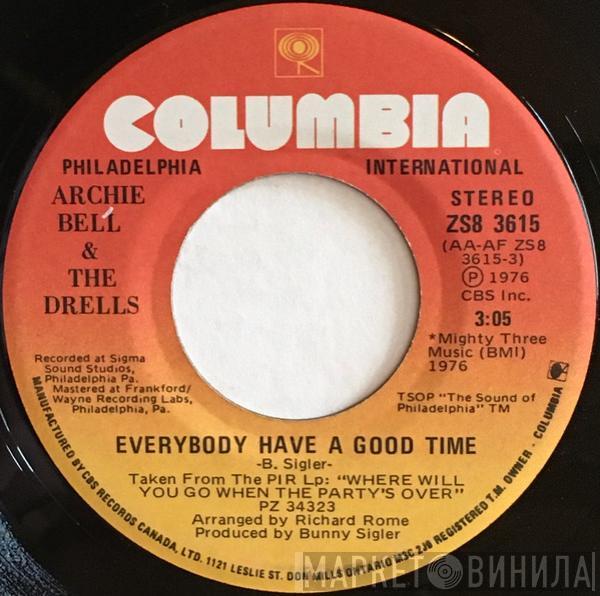 COLUMBIA
PHILADELPHIA INTERNATIONAL
ARCHIE
BELL
&
THE
DRELLS
STEREO
ZS8 3615
(AA-AF ZS8
3615-3)
Ⓟ 1976
CBS Inc.
3:05
*Mighty Three
Music (BMI)
1976
Recorded at Sigma
Sound Studios,
Philadelphia Pa.
Mastered at Frankford/
Wayne Recording Labs,
Philadelphia, Pa.
TSOP "The Sound of
Philadelphia" TM
EVERYBODY HAVE A GOOD TIME
-B. Sigler-
Taken From The PIR Lp: "WHERE WILL
YOU GO WHEN THE PARTY'S OVER"
PZ 34323
Arranged by Richard Rome
Produced by Bunny Sigler
MANUFACTURED BY CBS RECORDS CANADA, LTD. 1121 LESLIE ST. DON MILLS ONTARIO M3C 2J9 REGISTERED T.M. OWNER · COLUMBIA
МАРКЕТ ВИНИЛА